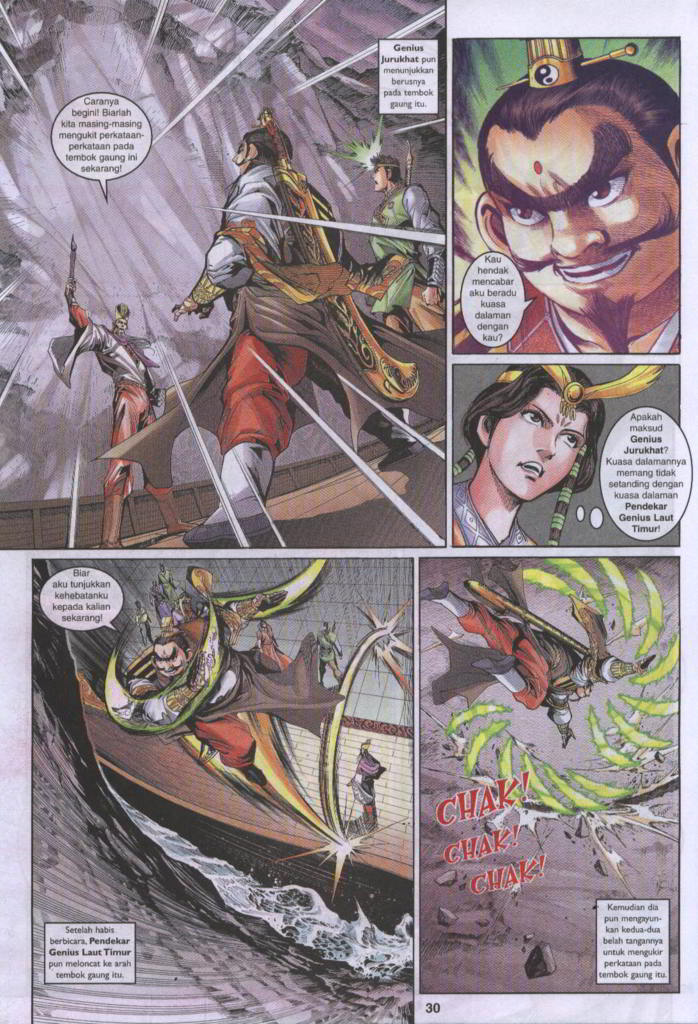 Genius
Jurukhat pun
menunjukkan
berusnya
pada tembok
gaung itu.
Caranya
begini! Biarlah
kita masing-masing
mengukit perkataan-
perkataan pada
tembok gaung ini
sekarang!
Kau
hendak
mencabar
aku beradu
kuasa
dalaman
dengan
kau?
Apakah
maksud
Genius
Jurukhat?
Kuasa dalamannya
memang tidak
setanding dengan
kuasa dalaman
Pendekar
Genius Laut
Timur!
Biar
aku tunjukkan
kehebatanku
kepada kalian
sekarang!
Setelah habis
berbicara, Pendekar
Genius Laut Timur
pun meloncat ke arah
tembok gaung itu.
CHAK!
CHAK!
CHAK!
Kemudian dia
pun mengayun-
kan kedua-dua
belah tangannya
untuk mengukir
perkataan pada
tembok gaung itu.
30